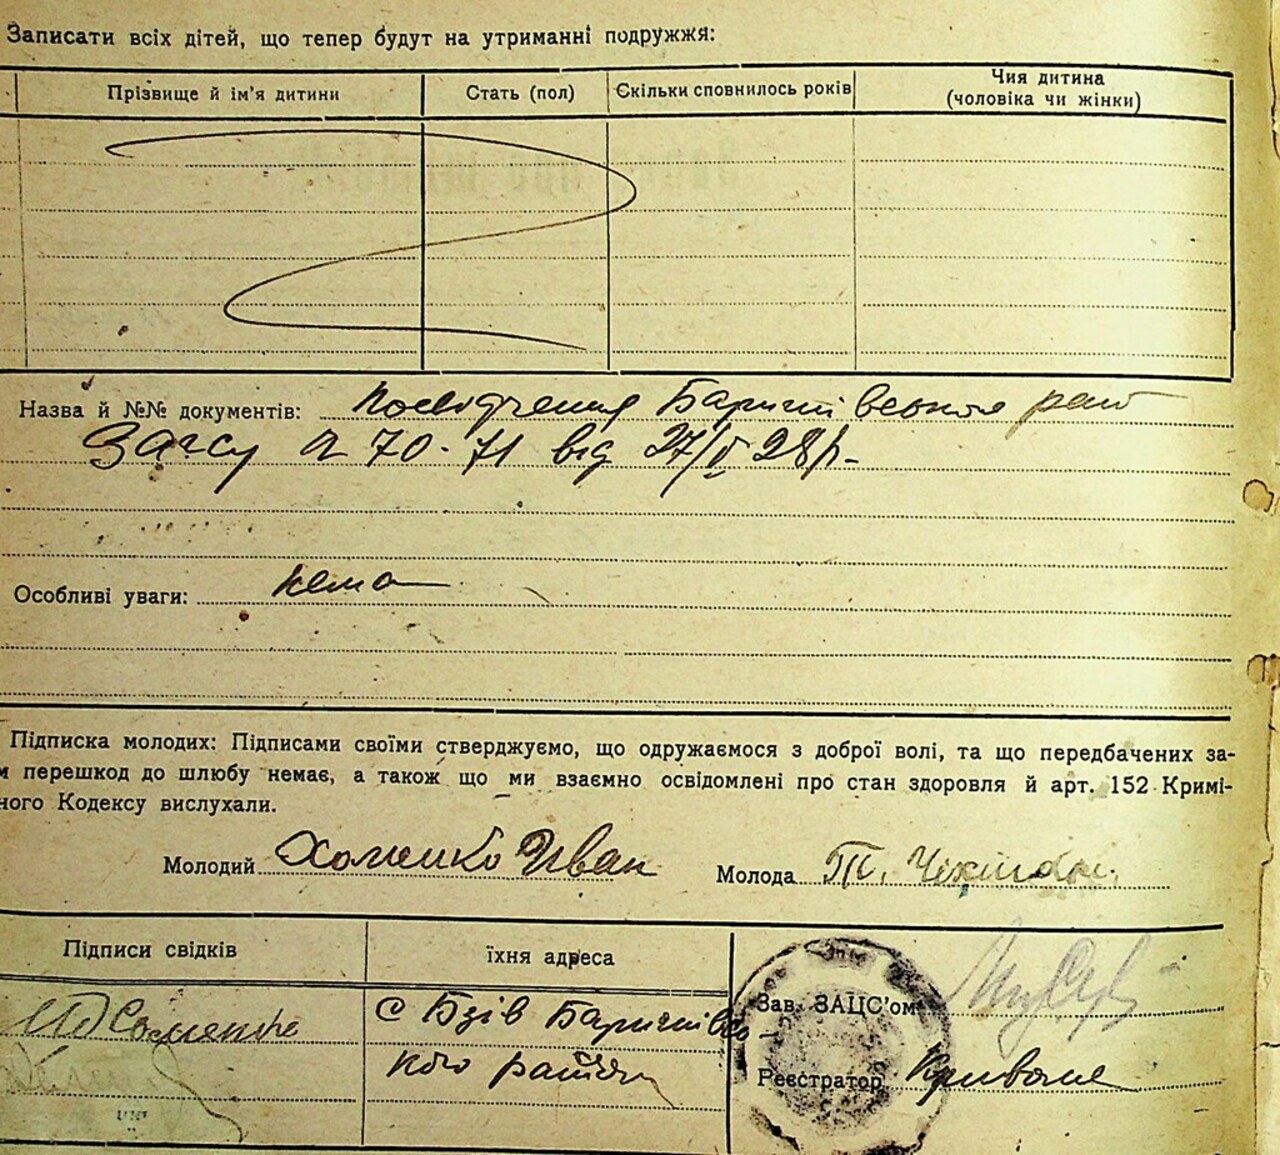 Записати всіх дітей, що тепер будут на утриманні подружжя:
Прізвище й ім'я дитини
Стать (пол)
Скільки сповнилось років
Чия дитина
(чоловіка чи жінки)
Назва й №№ документів: Посвідчення Баришівського рай
Загсу № 70-71 від 27/V 28р.
Особливі уваги: нема
Підписка молодих: Підписами своїми стверджуємо, що одружаємося з доброї волі, та що передбачених за-
м перешкод до шлюбу немає, а також що ми взаємно освідомлені про стан здоровля й арт. 152 Кримі-
ного Кодексу вислухали.
Молодий Хоменко Иван Молода Т.
Підписи свідків
їхня адреса
с Бзів Баришівсь-
кого району
Зав. ЗАЦС'ом
Реєстратор